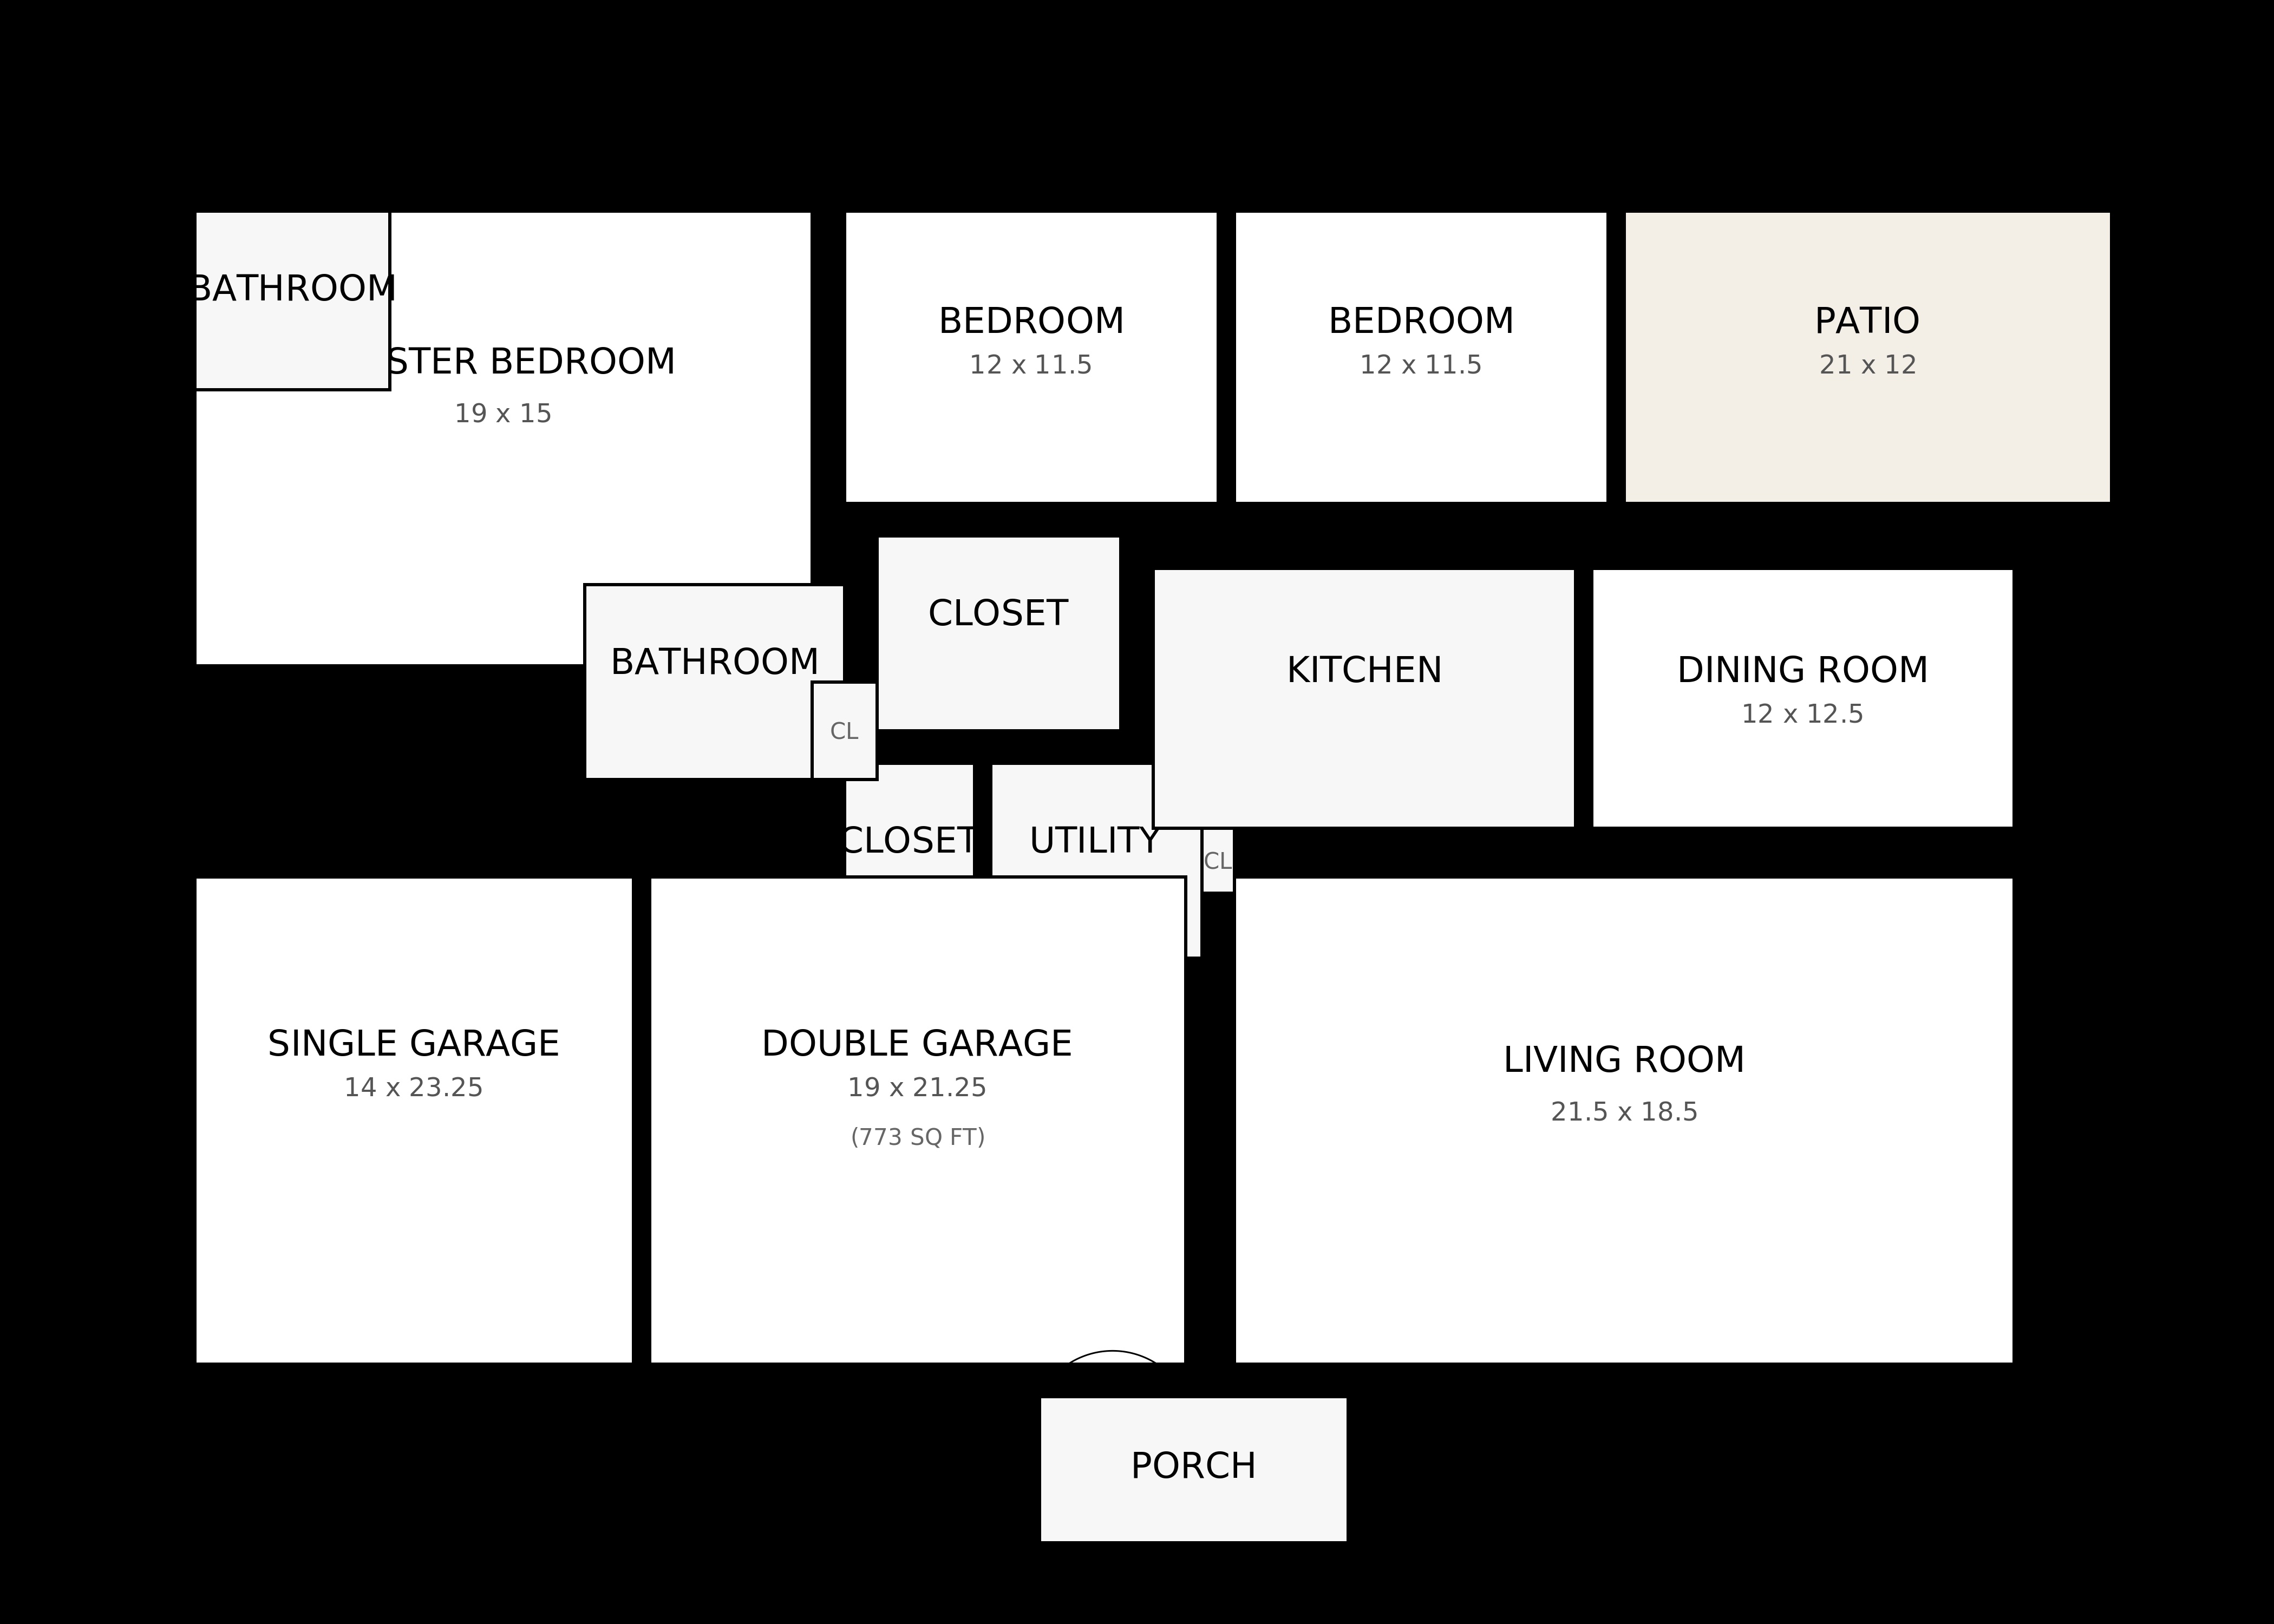 BATHROOM
STER BEDROOM
19 x 15
BEDROOM
12 x 11.5
BEDROOM
12 x 11.5
PATIO
21 x 12
BATHROOM
CL
CLOSET
KITCHEN
DINING ROOM
12 x 12.5
CLOSET
UTILITY
CL
SINGLE GARAGE
14 x 23.25
DOUBLE GARAGE
19 x 21.25
(773 SQ FT)
LIVING ROOM
21.5 x 18.5
PORCH